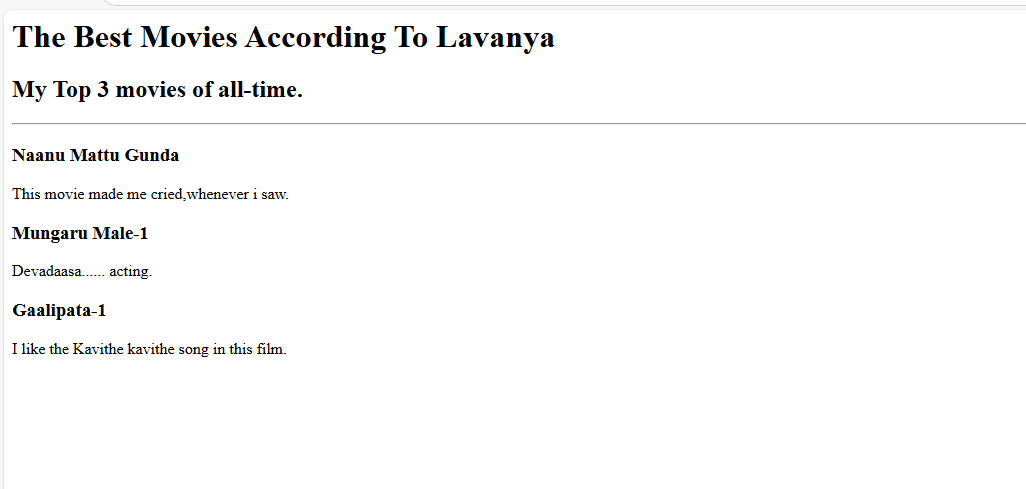 The Best Movies According To Lavanya
My Top 3 movies of all-time.
Naanu Mattu Gunda
This movie made me cried,whenever i saw.
Mungaru Male-1
Devadaasa...... acting.
Gaalipata-1
I like the Kavithe kavithe song in this film.